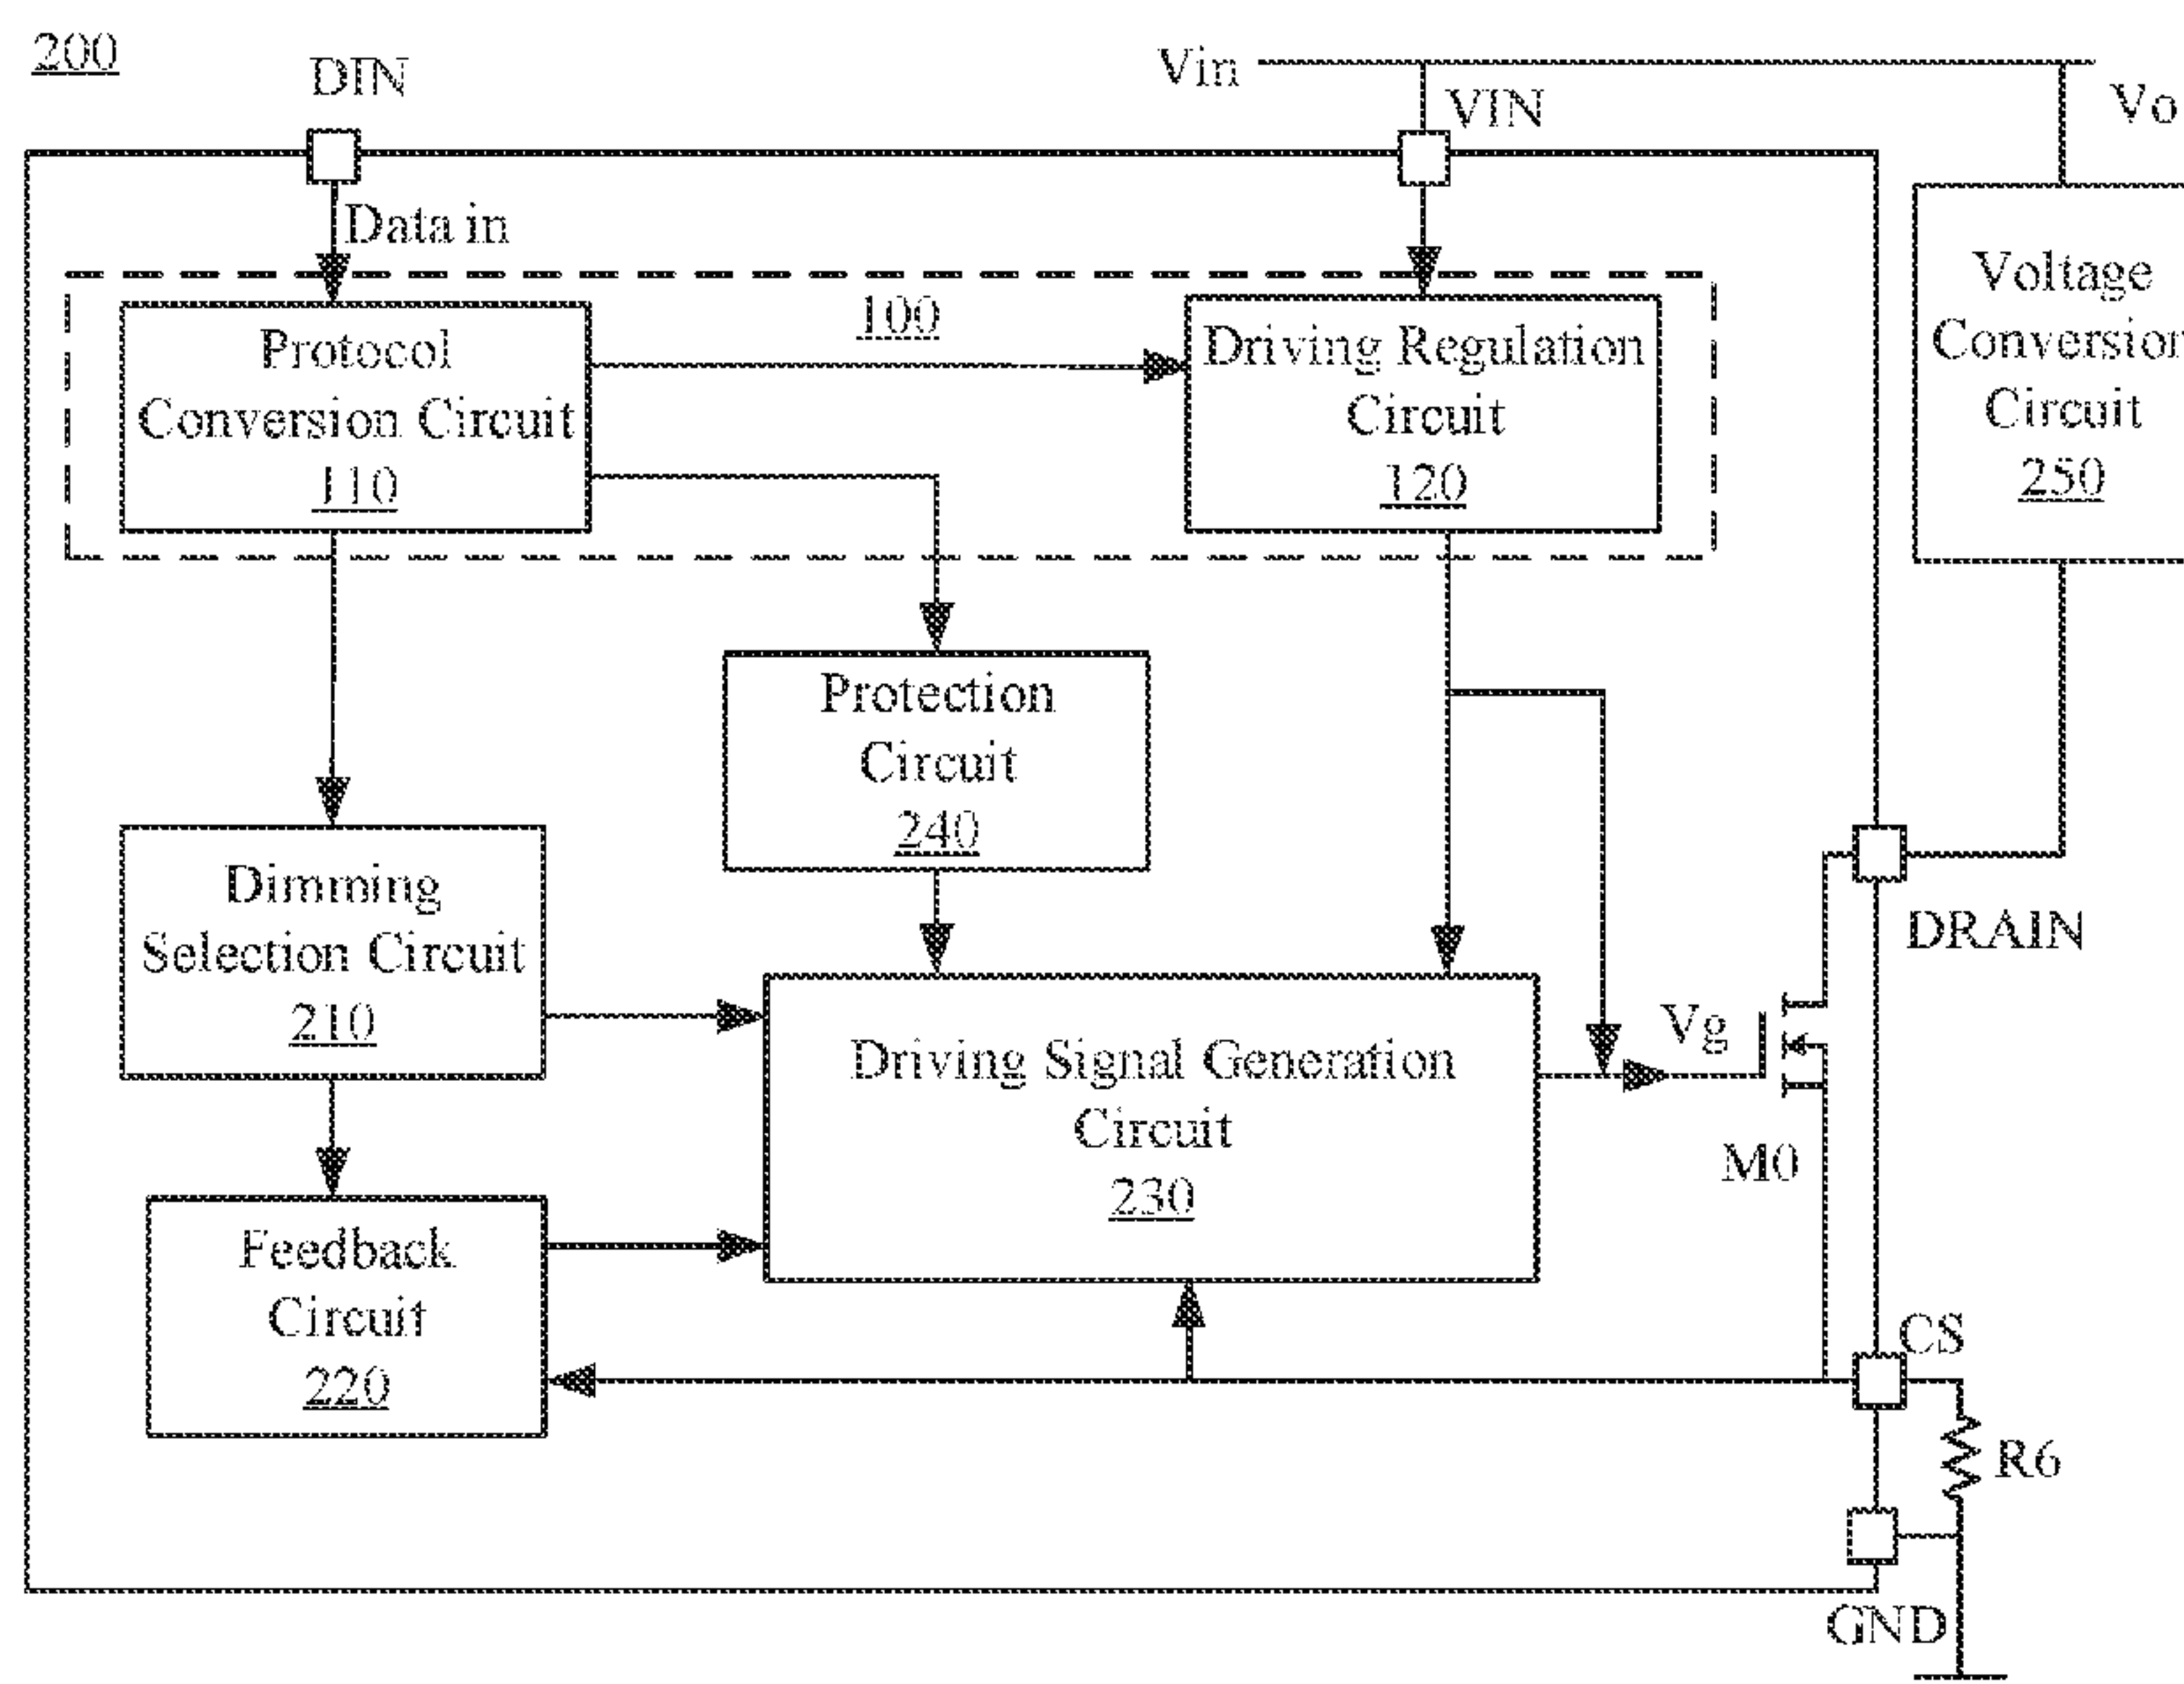 200
DIN
Vin
VIN
Vo
Data in
100
Protocol
Conversion Circuit
110
Driving Regulation
Circuit
120
Voltage
Conversion
Circuit
250
Protection
Circuit
240
Dimming
Selection Circuit
210
DRAIN
Driving Signal Generation
Circuit
230
Vg
M0
Feedback
Circuit
220
CS
R6
GND